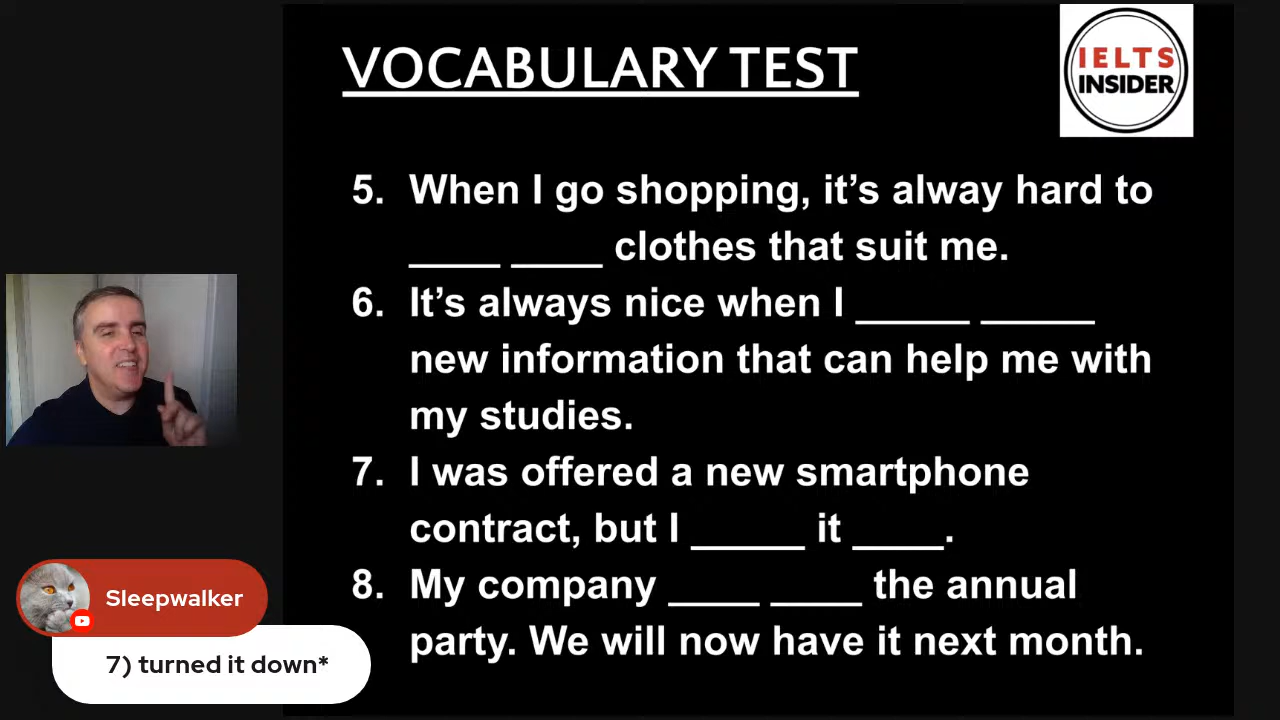 VOCABULARY TEST
IELTS
INSIDER
5. When I go shopping, it’s alway hard to
____ ____ clothes that suit me.
6. It’s always nice when I _____ _____
new information that can help me with
my studies.
7. I was offered a new smartphone
contract, but I _____ it ____.
8. My company ____ ____ the annual
party. We will now have it next month.
Sleepwalker
7) turned it down*